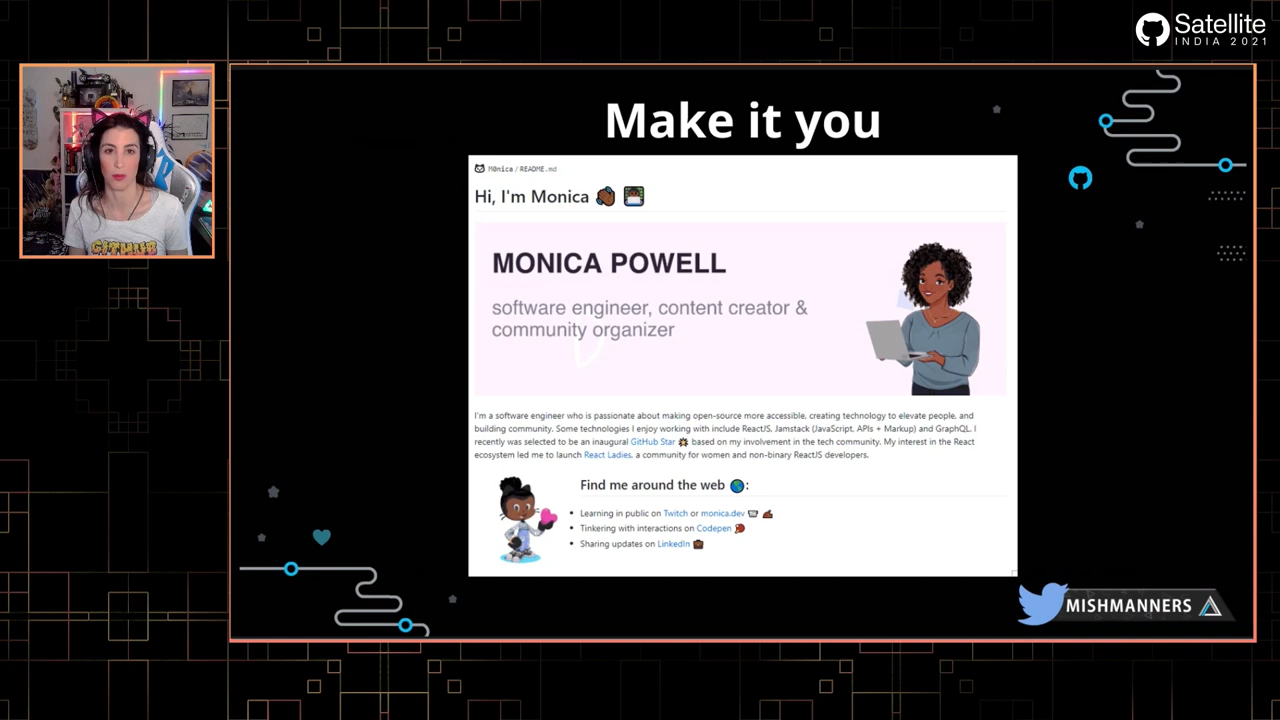 Satellite
INDIA 2021
Make it you
M0nica / README.md
Hi, I'm Monica
MONICA POWELL
software engineer, content creator &
community organizer
I'm a software engineer who is passionate about making open-source more accessible, creating technology to elevate people, and
building community. Some technologies I enjoy working with include ReactJS, Jamstack (JavaScript, APIs + Markup) and GraphQL. I
recently was selected to be an inaugural GitHub Star based on my involvement in the tech community. My interest in the React
ecosystem led me to launch React Ladies, a community for women and non-binary ReactJS developers.
Find me around the web :
• Learning in public on Twitch or monica.dev
• Tinkering with interactions on Codepen
• Sharing updates on LinkedIn
MISHMANNERS
GITHUB